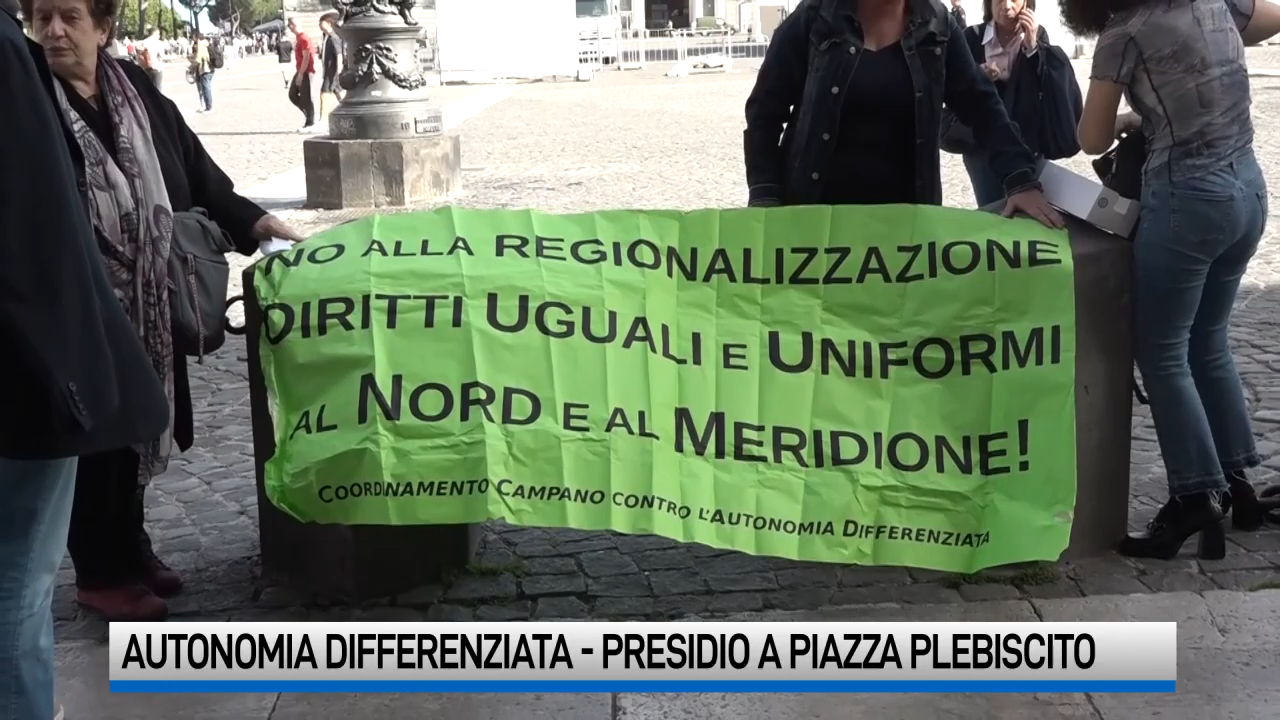 NO ALLA REGIONALIZZAZIONE
DIRITTI UGUALI E UNIFORMI
AL NORD E AL MERIDIONE!
COORDINAMENTO CAMPANO CONTRO L'AUTONOMIA DIFFERENZIATA
AUTONOMIA DIFFERENZIATA - PRESIDIO A PIAZZA PLEBISCITO